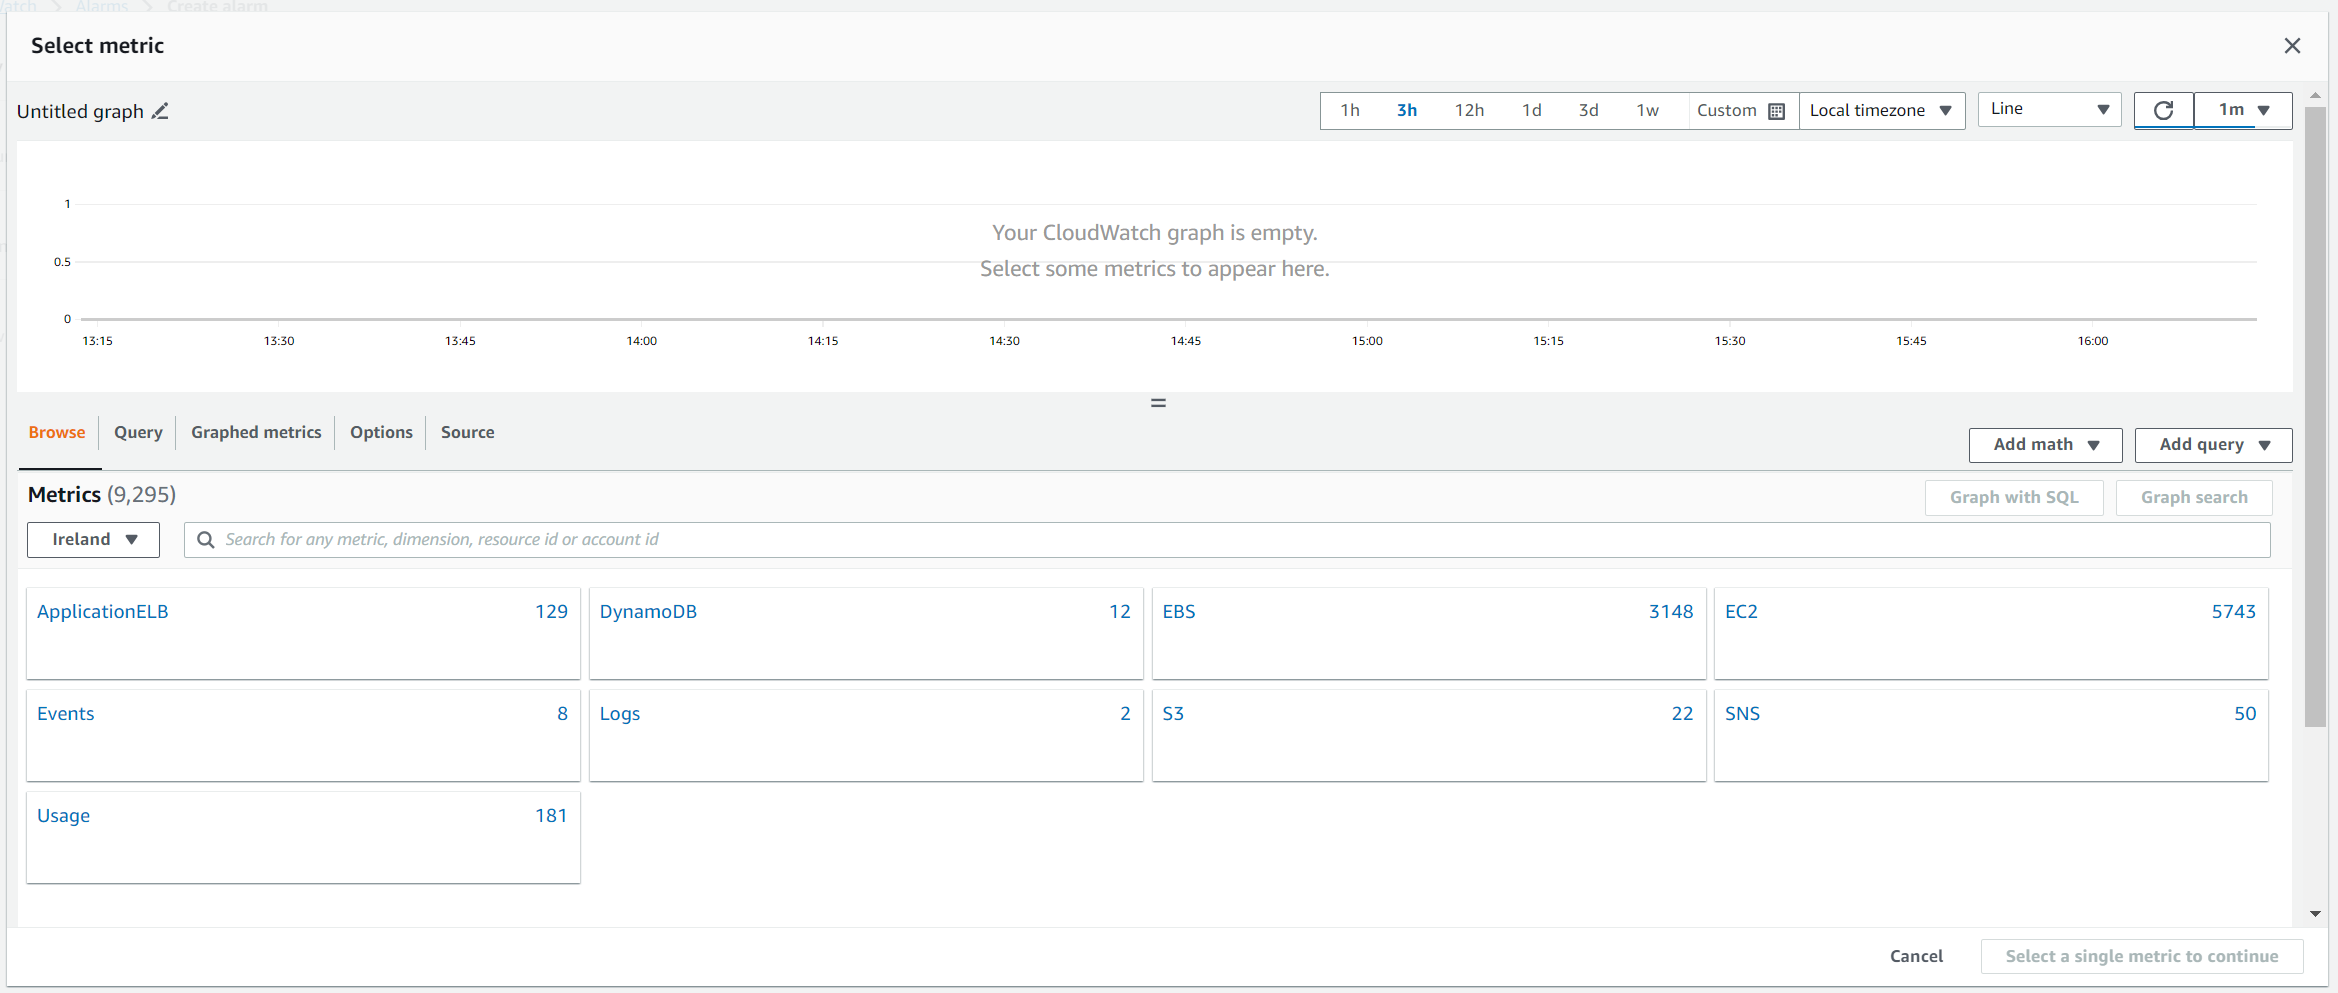 Watch > Alarms > Create alarm
Select metric
Untitled graph
1h 3h 12h 1d 3d 1w Custom Local timezone Line 1m
1
Your CloudWatch graph is empty.
0.5
Select some metrics to appear here.
0
13:15 13:30 13:45 14:00 14:15 14:30 14:45 15:00 15:15 15:30 15:45 16:00
Browse Query Graphed metrics Options Source
Add math Add query
Metrics (9,295)
Graph with SQL Graph search
Ireland
Search for any metric, dimension, resource id or account id
ApplicationELB 129 DynamoDB 12 EBS 3148 EC2 5743
Events 8 Logs 2 S3 22 SNS 50
Usage 181
Cancel Select a single metric to continue